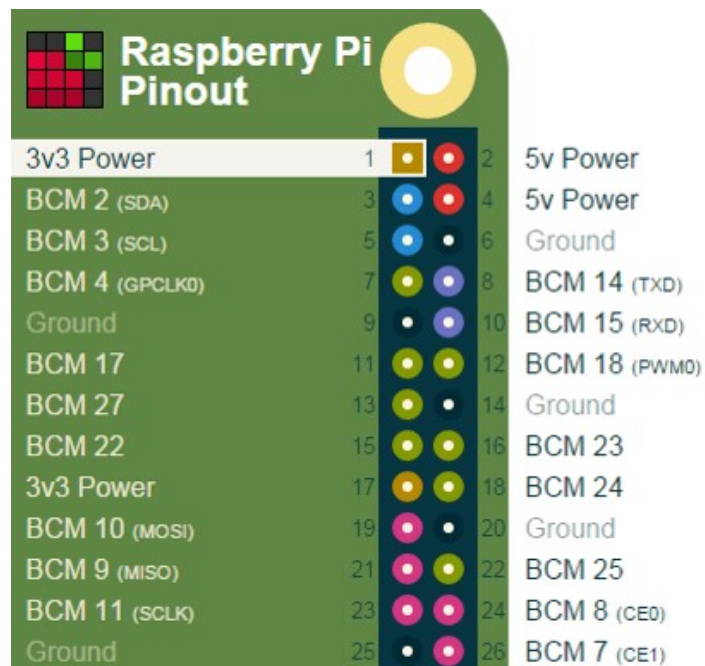 Raspberry Pi
Pinout
3v3 Power 1 2 5v Power
BCM 2 (SDA) 3 4 5v Power
BCM 3 (SCL) 5 6 Ground
BCM 4 (GPCLK0) 7 8 BCM 14 (TXD)
Ground 9 10 BCM 15 (RXD)
BCM 17 11 12 BCM 18 (PWM0)
BCM 27 13 14 Ground
BCM 22 15 16 BCM 23
3v3 Power 17 18 BCM 24
BCM 10 (MOSI) 19 20 Ground
BCM 9 (MISO) 21 22 BCM 25
BCM 11 (SCLK) 23 24 BCM 8 (CE0)
Ground 25 26 BCM 7 (CE1)